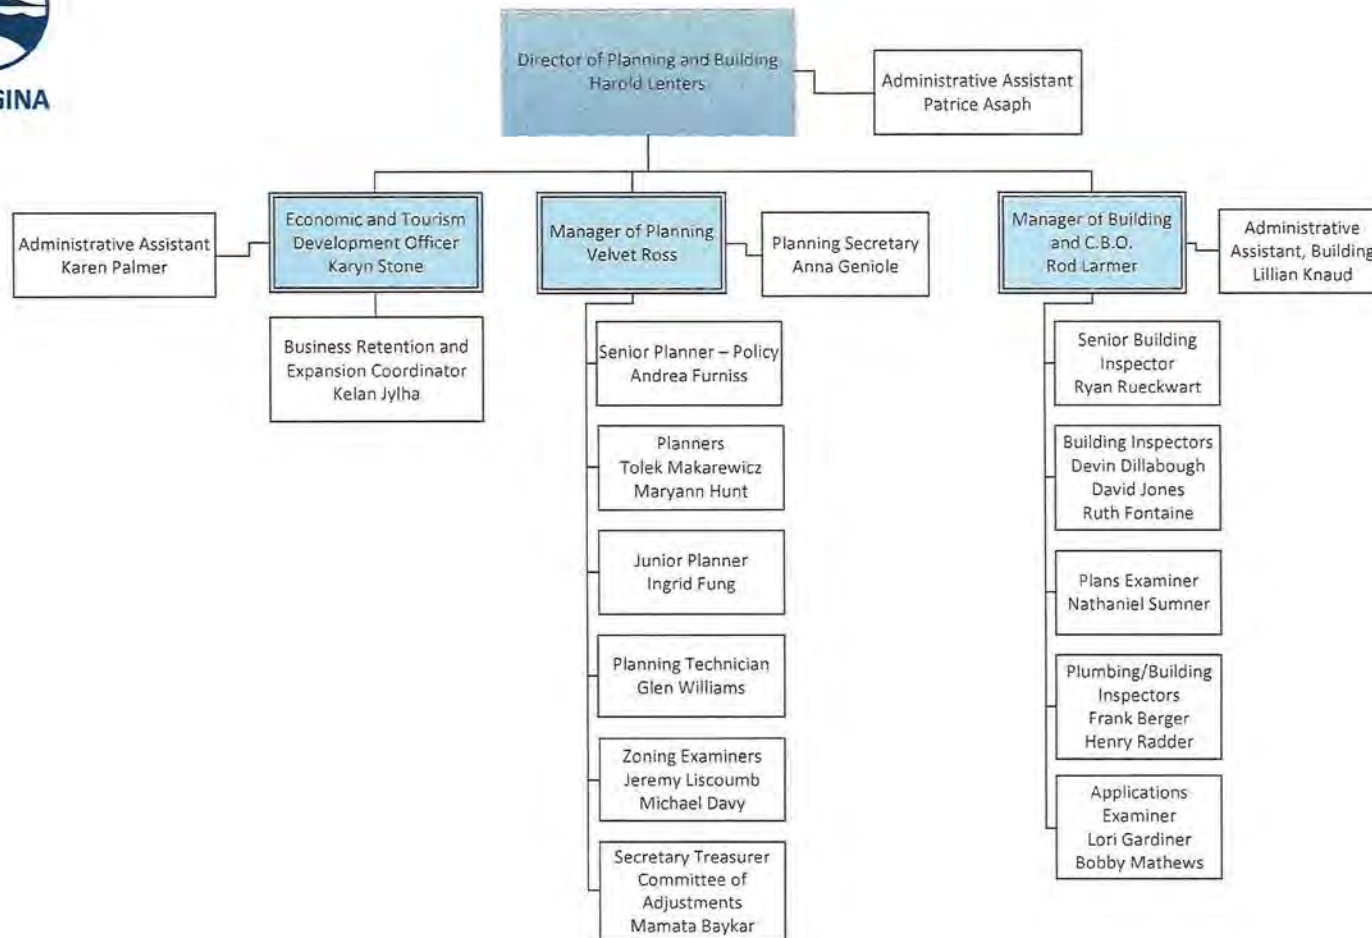 GINA
Director of Planning and Building
Harold Lenters
Administrative Assistant
Patrice Asaph
Administrative Assistant
Karen Palmer
Economic and Tourism
Development Officer
Karyn Stone
Manager of Planning
Velvet Ross
Planning Secretary
Anna Geniole
Manager of Building
and C.B.O.
Rod Larmer
Administrative
Assistant, Building
Lillian Knaud
Business Retention and
Expansion Coordinator
Kelan Jylha
Senior Planner – Policy
Andrea Furniss
Planners
Tolek Makarewicz
Maryann Hunt
Junior Planner
Ingrid Fung
Planning Technician
Glen Williams
Zoning Examiners
Jeremy Liscoumb
Michael Davy
Secretary Treasurer
Committee of
Adjustments
Mamata Baykar
Senior Building
Inspector
Ryan Rueckwart
Building Inspectors
Devin Dillabough
David Jones
Ruth Fontaine
Plans Examiner
Nathaniel Sumner
Plumbing/Building
Inspectors
Frank Berger
Henry Radder
Applications
Examiner
Lori Gardiner
Bobby Mathews